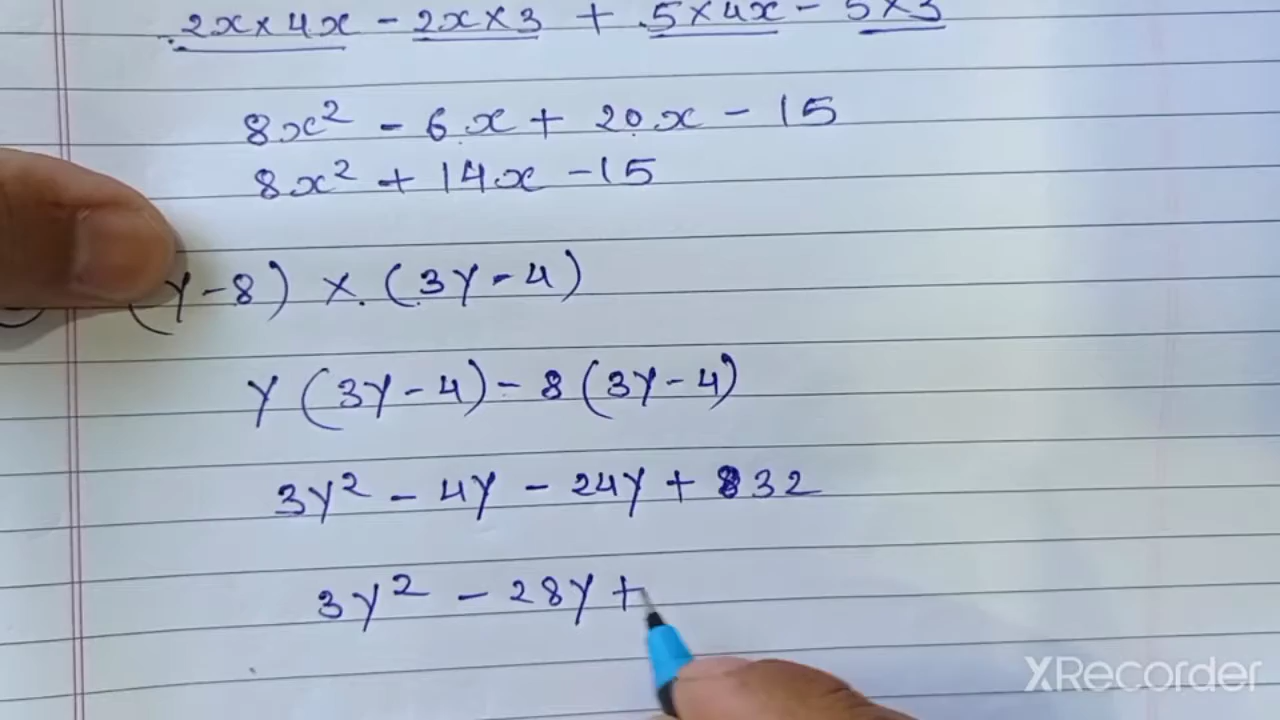 2x×4x - 2x×3 + 5×4x - 5×3
8x² - 6x + 20x - 15
8x² + 14x - 15
(y-8) × (3y-4)
y(3y-4) - 8(3y-4)
3y² - 4y - 24y + 32
3y² - 28y +
XRecorder